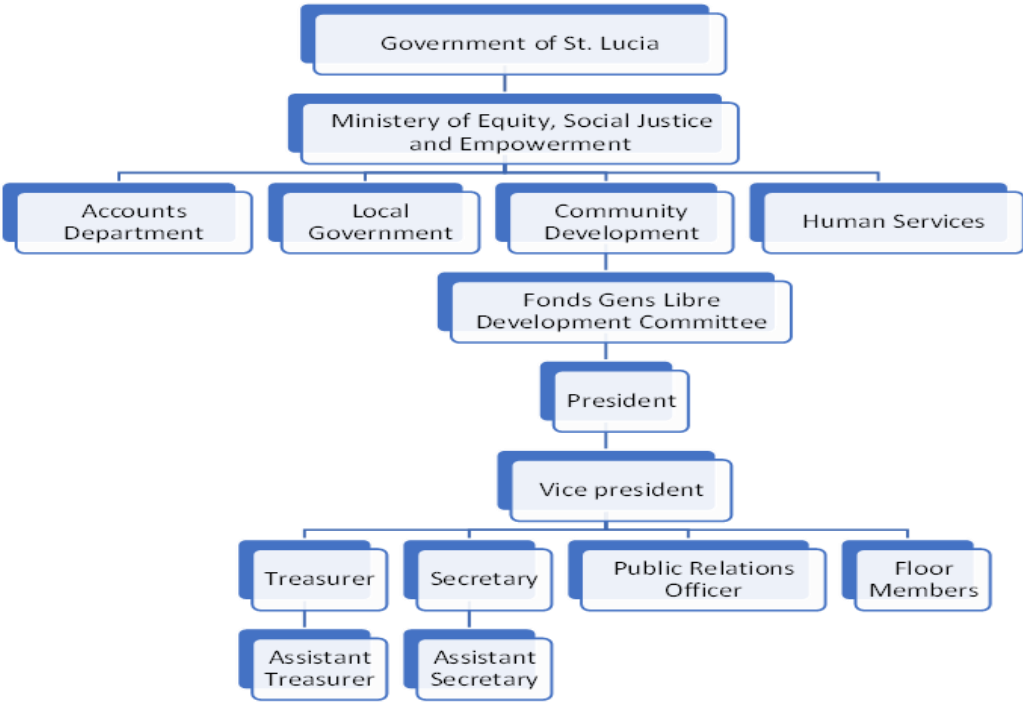 Government of St. Lucia
Ministery of Equity, Social Justice
and Empowerment
Accounts
Department
Local
Government
Community
Development
Human Services
Fonds Gens Libre
Development Committee
President
Vice president
Treasurer
Secretary
Public Relations
Officer
Floor
Members
Assistant
Treasurer
Assistant
Secretary